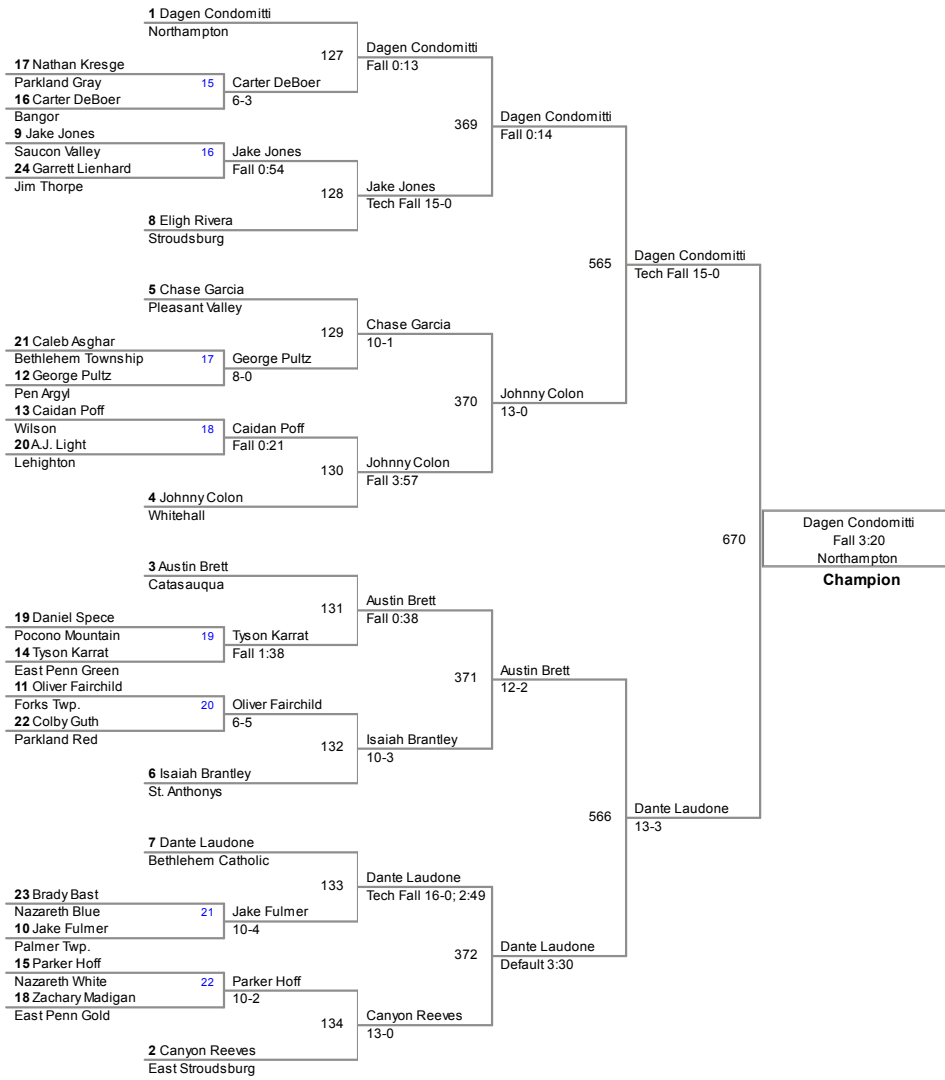 1 Dagen Condomitti
Northampton
127
Dagen Condomitti
Fall 0:13
17 Nathan Kresge
Parkland Gray
15
Carter DeBoer
6-3
16 Carter DeBoer
Bangor
369
Dagen Condomitti
Fall 0:14
9 Jake Jones
Saucon Valley
16
Jake Jones
Fall 0:54
24 Garrett Lienhard
Jim Thorpe
128
Jake Jones
Tech Fall 15-0
8 Eligh Rivera
Stroudsburg
565
Dagen Condomitti
Tech Fall 15-0
5 Chase Garcia
Pleasant Valley
129
Chase Garcia
10-1
21 Caleb Asghar
Bethlehem Township
17
George Pultz
8-0
12 George Pultz
Pen Argyl
370
Johnny Colon
13-0
13 Caidan Poff
Wilson
18
Caidan Poff
Fall 0:21
20 A.J. Light
Lehighton
130
Johnny Colon
Fall 3:57
4 Johnny Colon
Whitehall
670
Dagen Condomitti
Fall 3:20
Northampton
Champion
3 Austin Brett
Catasauqua
131
Austin Brett
Fall 0:38
19 Daniel Spece
Pocono Mountain
19
Tyson Karrat
Fall 1:38
14 Tyson Karrat
East Penn Green
371
Austin Brett
12-2
11 Oliver Fairchild
Forks Twp.
20
Oliver Fairchild
6-5
22 Colby Guth
Parkland Red
132
Isaiah Brantley
10-3
6 Isaiah Brantley
St. Anthonys
566
Dante Laudone
13-3
7 Dante Laudone
Bethlehem Catholic
133
Dante Laudone
Tech Fall 16-0; 2:49
23 Brady Bast
Nazareth Blue
21
Jake Fulmer
10-4
10 Jake Fulmer
Palmer Twp.
372
Dante Laudone
Default 3:30
15 Parker Hoff
Nazareth White
22
Parker Hoff
10-2
18 Zachary Madigan
East Penn Gold
134
Canyon Reeves
13-0
2 Canyon Reeves
East Stroudsburg